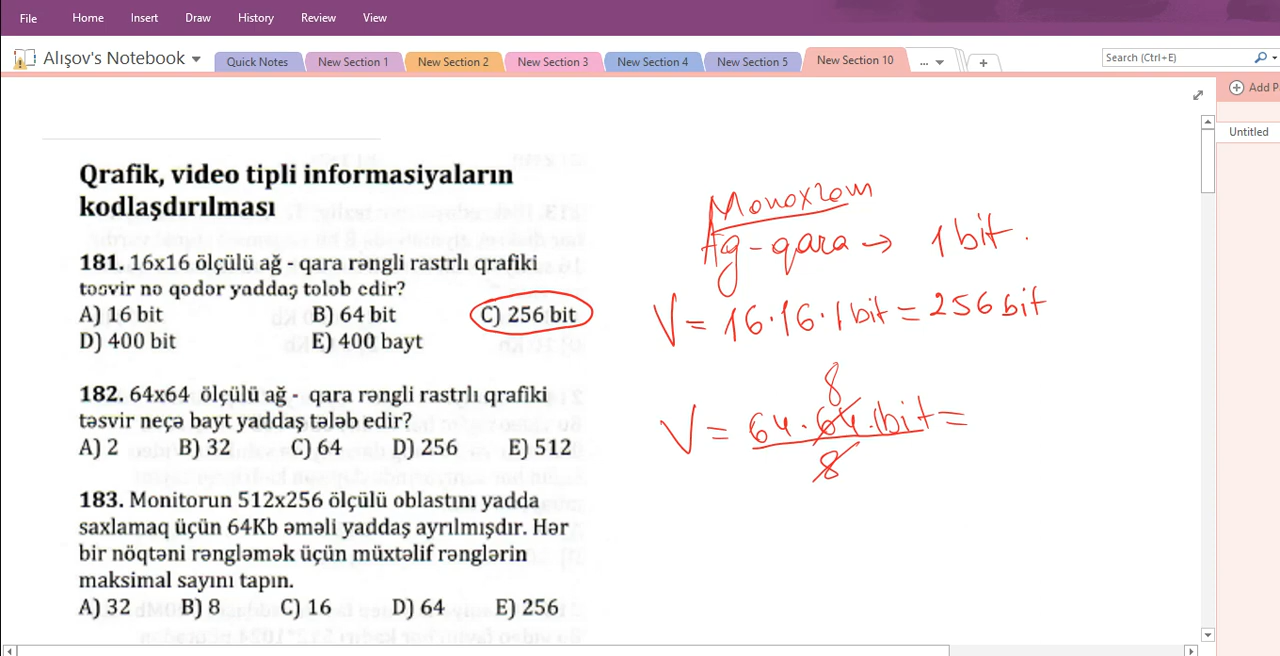 File Home Insert Draw History Review View
Alışov's Notebook Quick Notes New Section 1 New Section 2 New Section 3 New Section 4 New Section 5 New Section 10 ... + Search (Ctrl+E)
Add P
Untitled
Qrafik, video tipli informasiyaların
kodlaşdırılması
181. 16x16 ölçülü ağ - qara rəngli rastrlı qrafiki
təsvir nə qədər yaddaş tələb edir?
A) 16 bit B) 64 bit C) 256 bit
D) 400 bit E) 400 bayt
182. 64x64 ölçülü ağ - qara rəngli rastrlı qrafiki
təsvir neçə bayt yaddaş tələb edir?
A) 2 B) 32 C) 64 D) 256 E) 512
183. Monitorun 512x256 ölçülü oblastını yadda
saxlamaq üçün 64Kb əməli yaddaş ayrılmışdır. Hər
bir nöqtəni rəngləmək üçün müxtəlif rənglərin
maksimal sayını tapın.
A) 32 B) 8 C) 16 D) 64 E) 256
Monoxrom
Ağ-qara → 1 bit.
V = 16·16·1bit = 256 bit
8
V = 64·64·1bit =
8